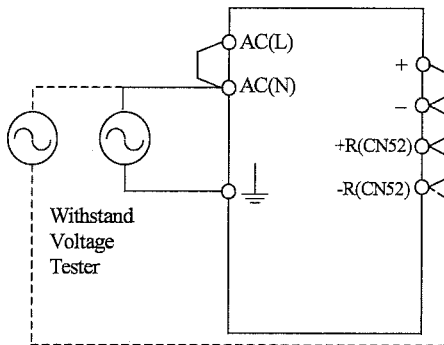 AC(L)
AC(N)
+
−
+R(CN52)
-R(CN52)
Withstand
Voltage
Tester